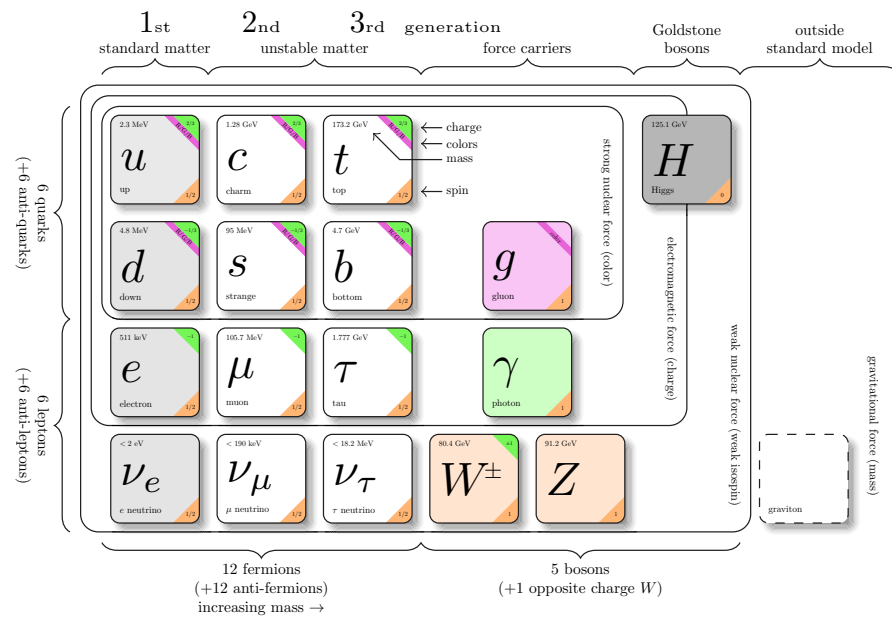 1st 2nd 3rd generation
standard matter
unstable matter
force carriers
Goldstone
bosons
outside
standard model
6 quarks
(+6 anti-quarks)
2.3 MeV
2/3
R/G/B
u
up
1/2
1.28 GeV
2/3
R/G/B
c
charm
1/2
173.2 GeV
2/3
R/G/B
t
top
1/2
charge
colors
mass
spin
strong nuclear force (color)
125.1 GeV
H
Higgs
0
4.8 MeV
−1/3
R/G/B
d
down
1/2
95 MeV
−1/3
R/G/B
s
strange
1/2
4.7 GeV
−1/3
R/G/B
b
bottom
1/2
color
g
gluon
1
electromagnetic force (charge)
6 leptons
(+6 anti-leptons)
511 keV
−1
e
electron
1/2
105.7 MeV
−1
μ
muon
1/2
1.777 GeV
−1
τ
tau
1/2
γ
photon
1
weak nuclear force (weak isospin)
gravitational force (mass)
< 2 eV
νe
e neutrino
1/2
< 190 keV
νμ
μ neutrino
1/2
< 18.2 MeV
ντ
τ neutrino
1/2
80.4 GeV
±1
W±
1
91.2 GeV
Z
1
graviton
12 fermions
(+12 anti-fermions)
increasing mass →
5 bosons
(+1 opposite charge W)